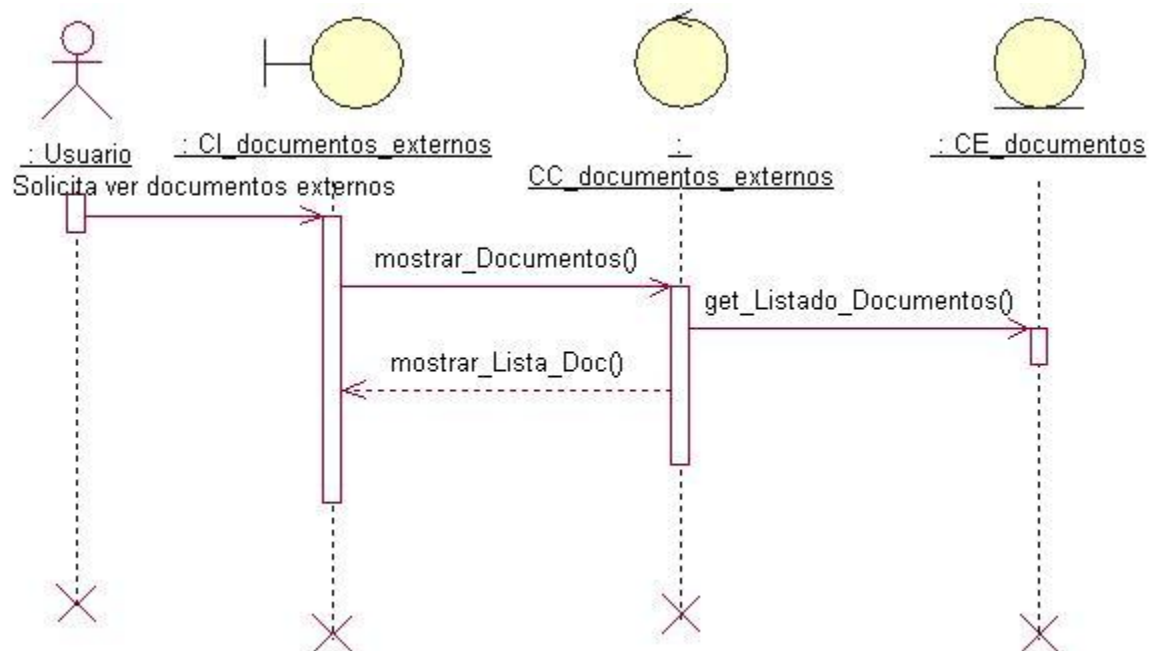 : Usuario
: CI_documentos_externos
:
CC_documentos_externos
: CE_documentos
Solicita ver documentos externos
mostrar_Documentos()
get_Listado_Documentos()
mostrar_Lista_Doc()